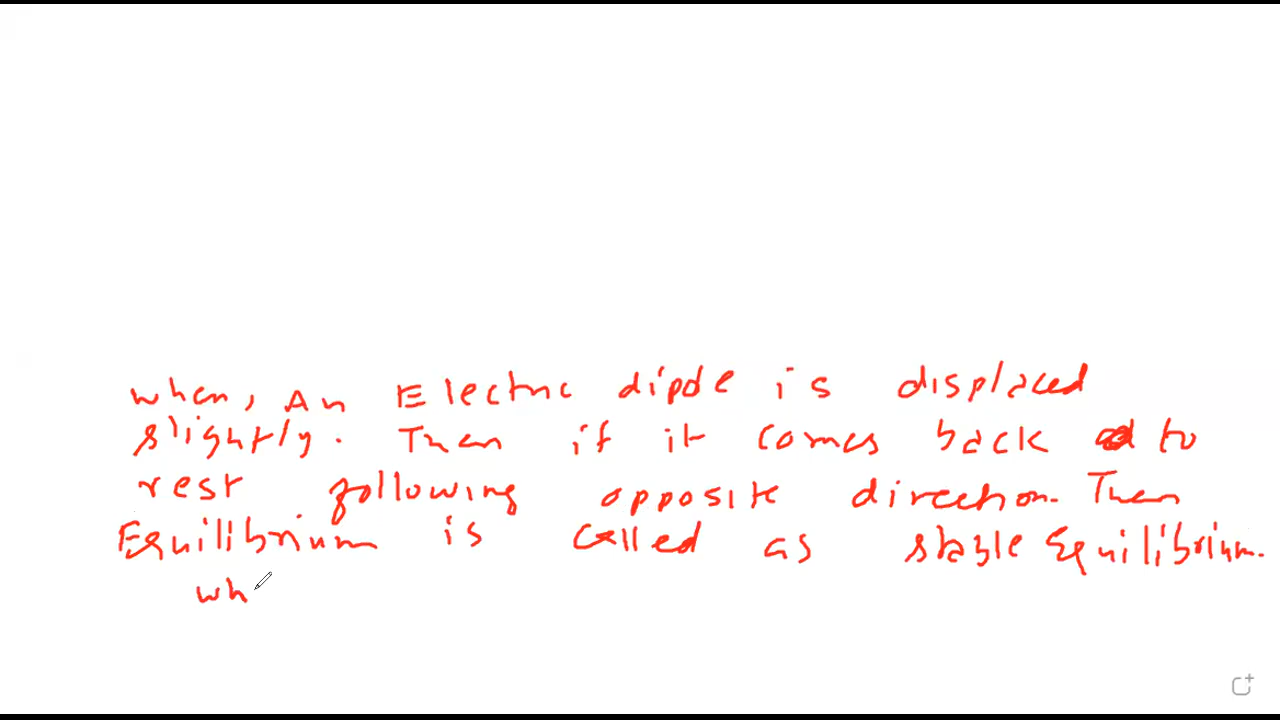 when, An Electric dipole is displaced
slightly. Then if it comes back to
rest following opposite direction. Then
Equilibrium is called as stable Equilibrium.
wh